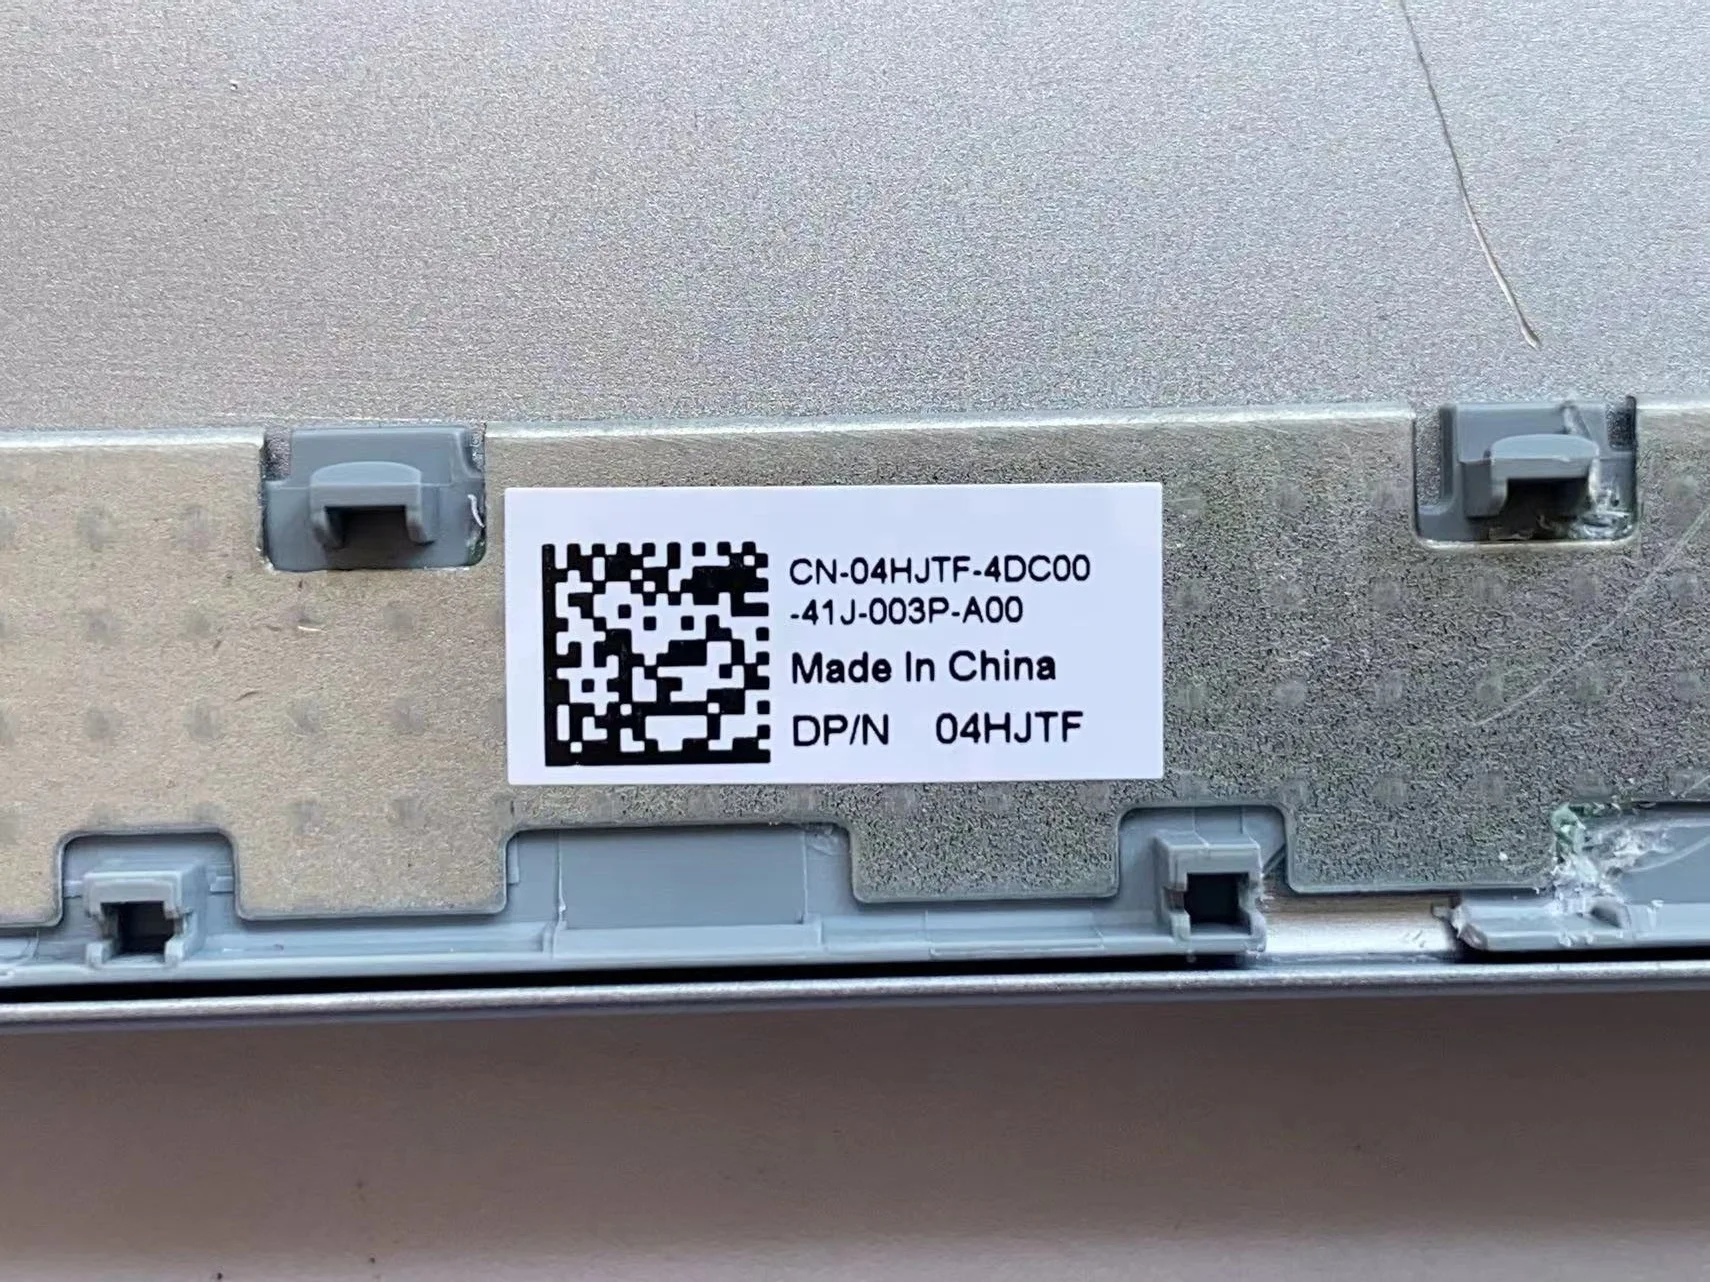 CN-04HJTF-4DC00
-41J-003P-A00
Made In China
DP/N 04HJTF